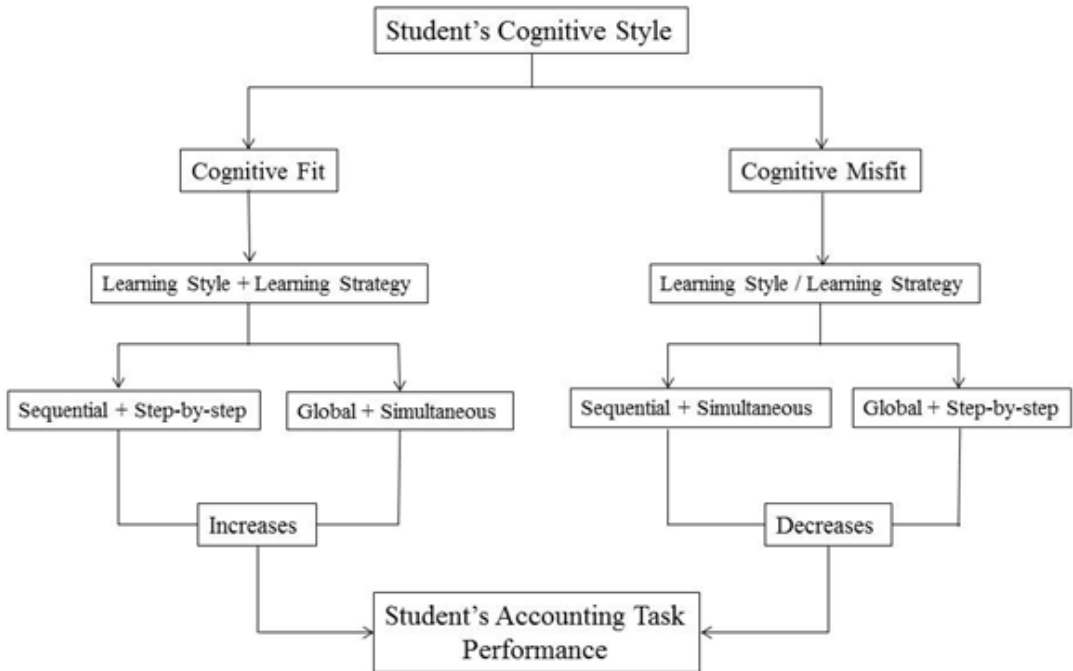 Student's Cognitive Style
Cognitive Fit
Cognitive Misfit
Learning Style + Learning Strategy
Learning Style / Learning Strategy
Sequential + Step-by-step
Global + Simultaneous
Sequential + Simultaneous
Global + Step-by-step
Increases
Decreases
Student's Accounting Task
Performance